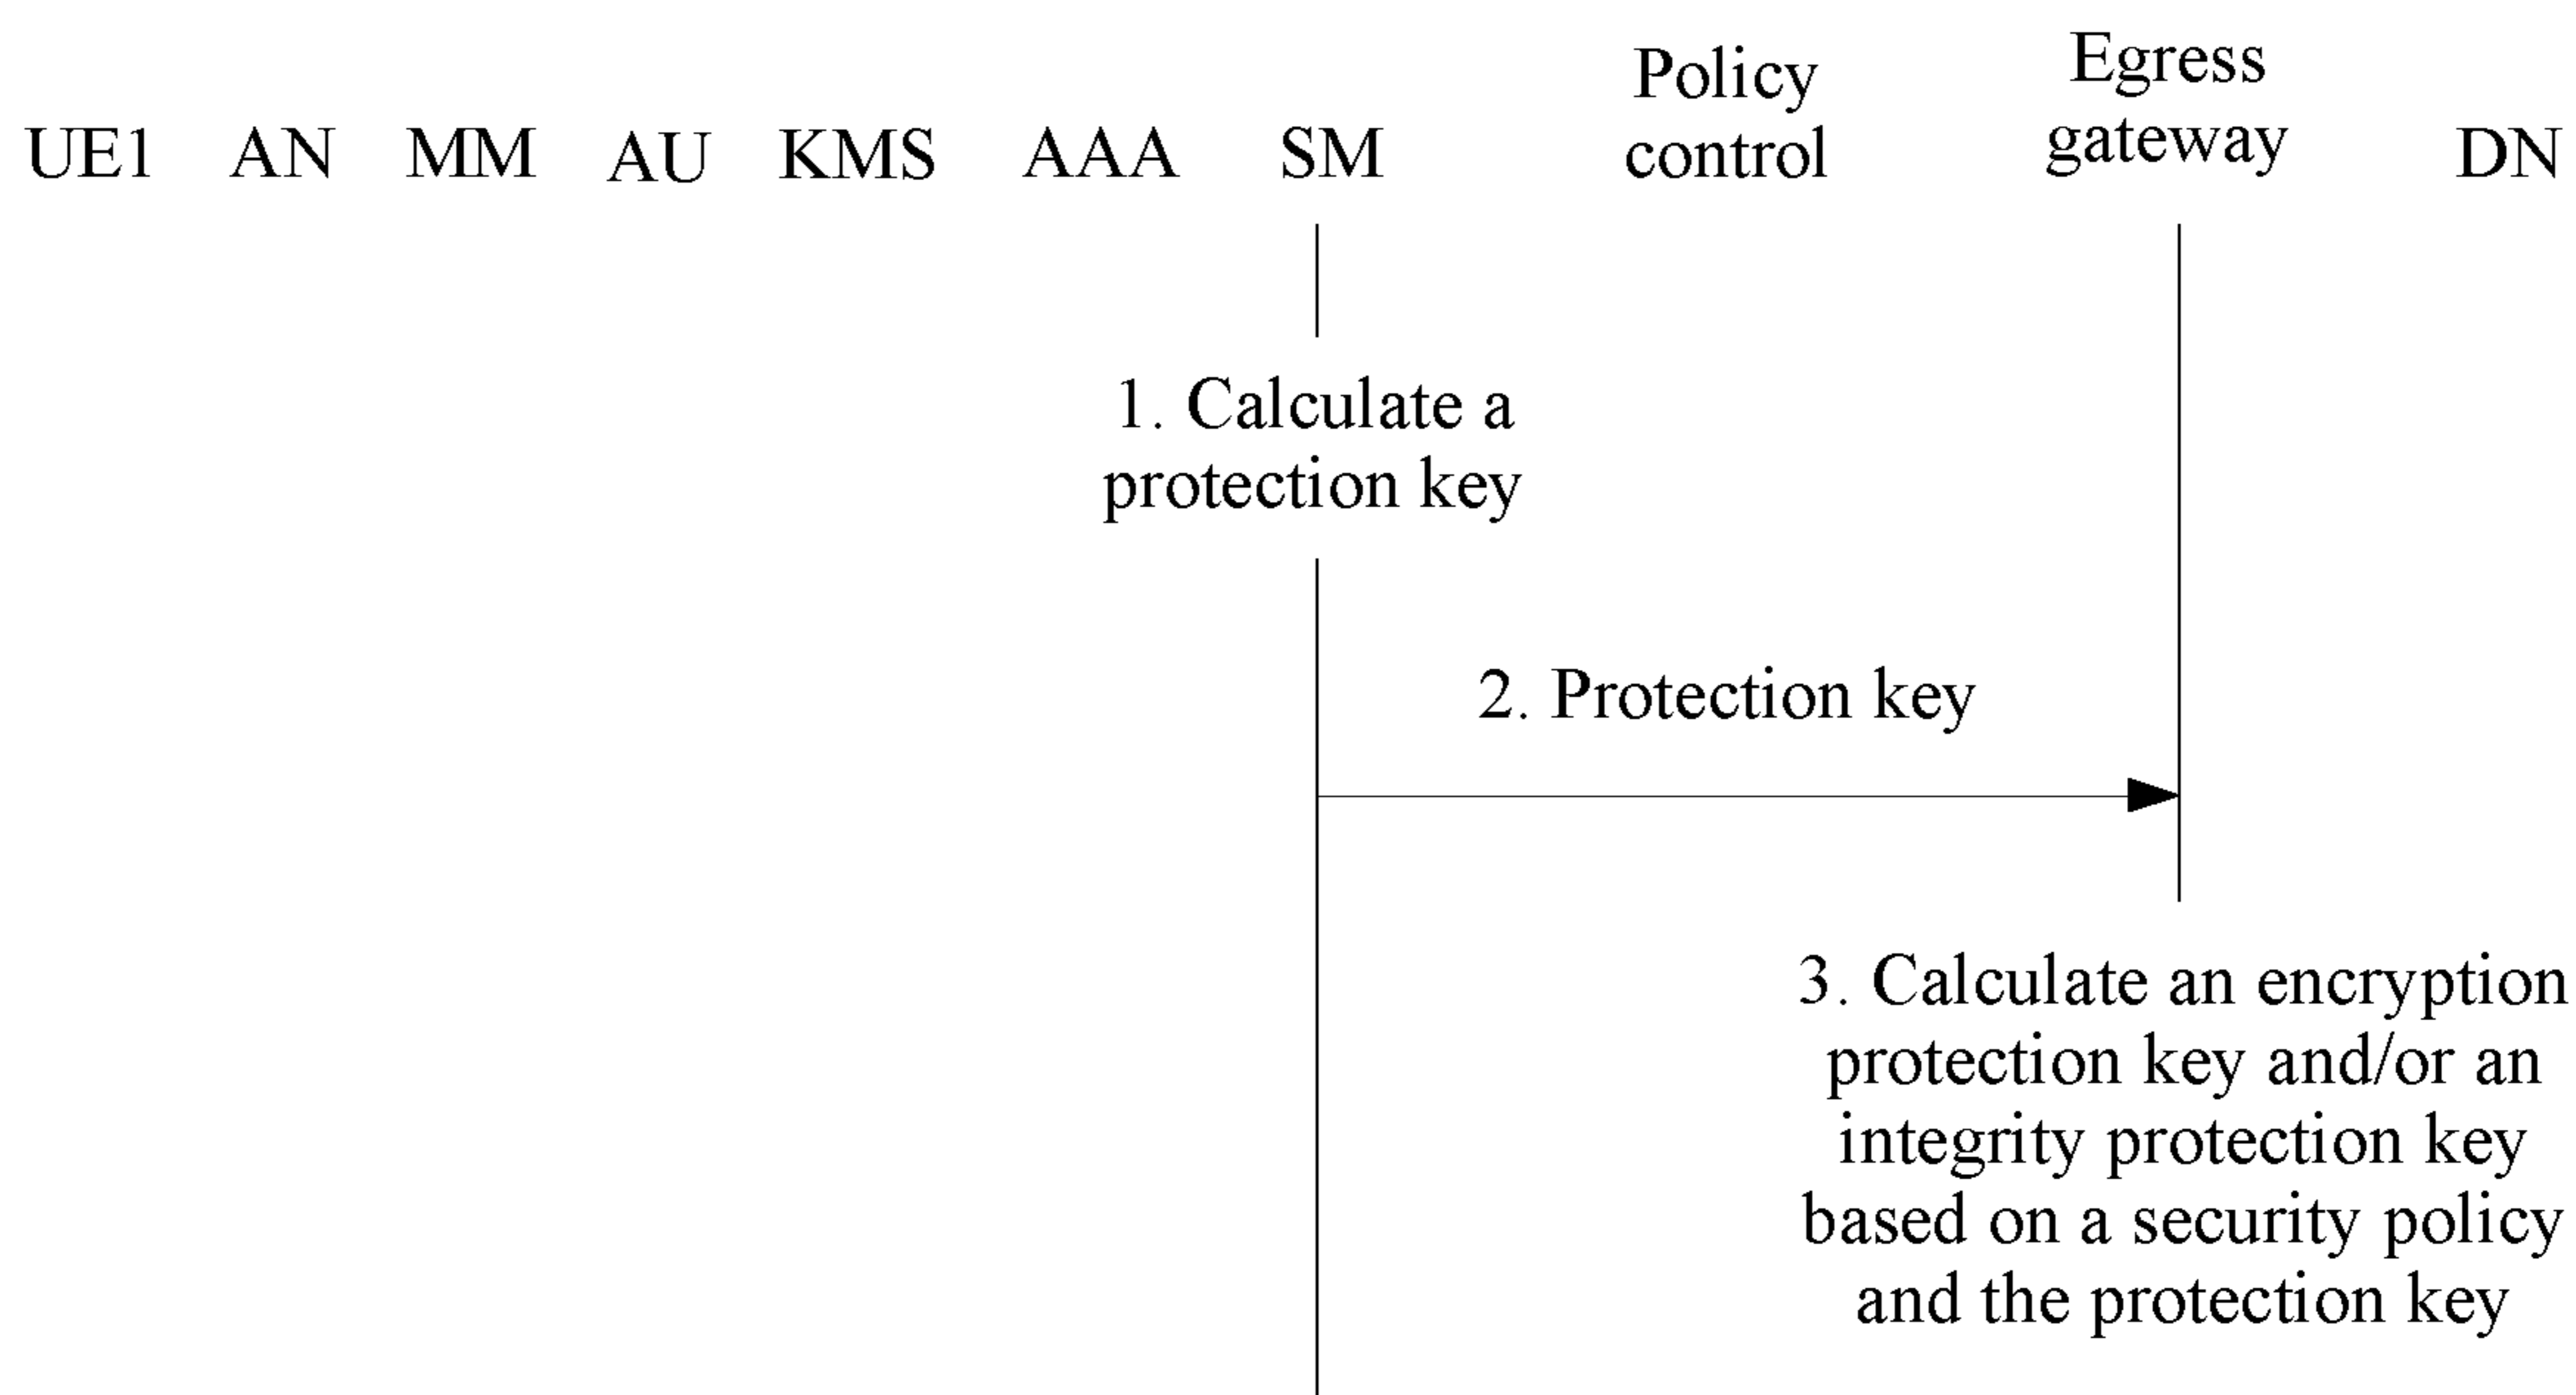 UE1 AN MM AU KMS AAA SM Policy control Egress gateway DN
1. Calculate a
protection key
2. Protection key
3. Calculate an encryption
protection key and/or an
integrity protection key
based on a security policy
and the protection key